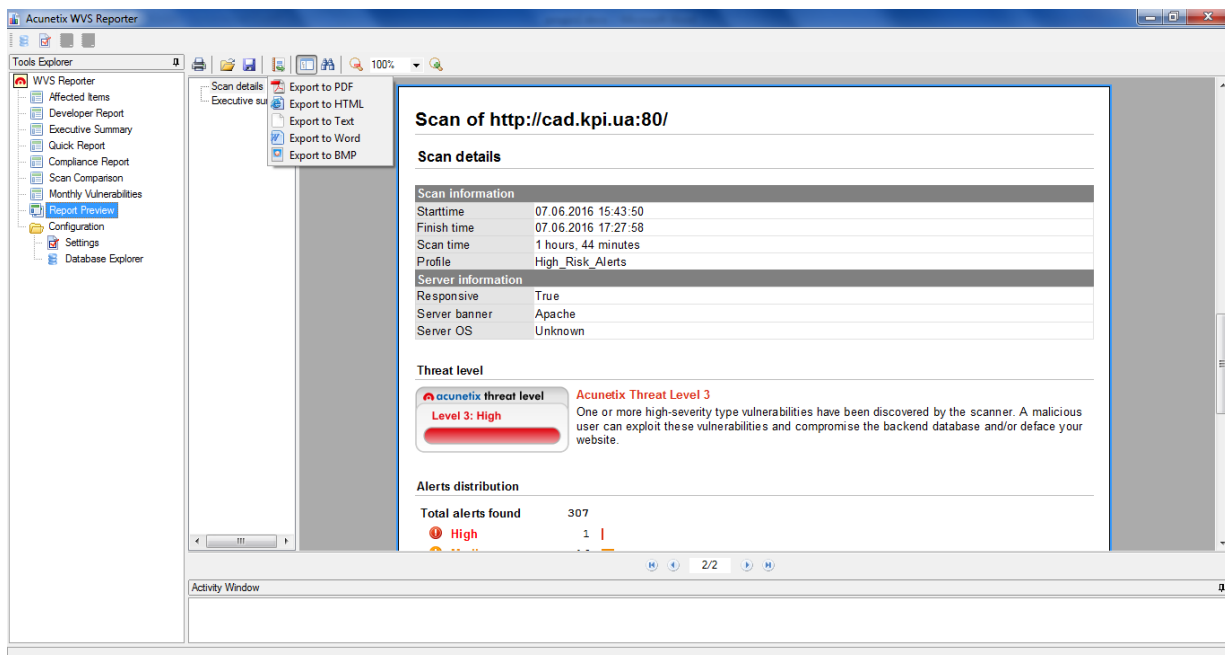 Acunetix WVS Reporter
Tools Explorer
WVS Reporter
Affected Items
Developer Report
Executive Summary
Quick Report
Compliance Report
Scan Comparison
Monthly Vulnerabilities
Report Preview
Configuration
Settings
Database Explorer
100%
Scan details
Executive
Export to PDF
Export to HTML
Export to Text
Export to Word
Export to BMP
Scan of http://cad.kpi.ua:80/
Scan details
Scan information
Starttime 07.06.2016 15:43:50
Finish time 07.06.2016 17:27:58
Scan time 1 hours, 44 minutes
Profile High_Risk_Alerts
Server information
Responsive True
Server banner Apache
Server OS Unknown
Threat level
acunetix threat level
Level 3: High
Acunetix Threat Level 3
One or more high-severity type vulnerabilities have been discovered by the scanner. A malicious
user can exploit these vulnerabilities and compromise the backend database and/or deface your
website.
Alerts distribution
Total alerts found 307
High 1
2/2
Activity Window